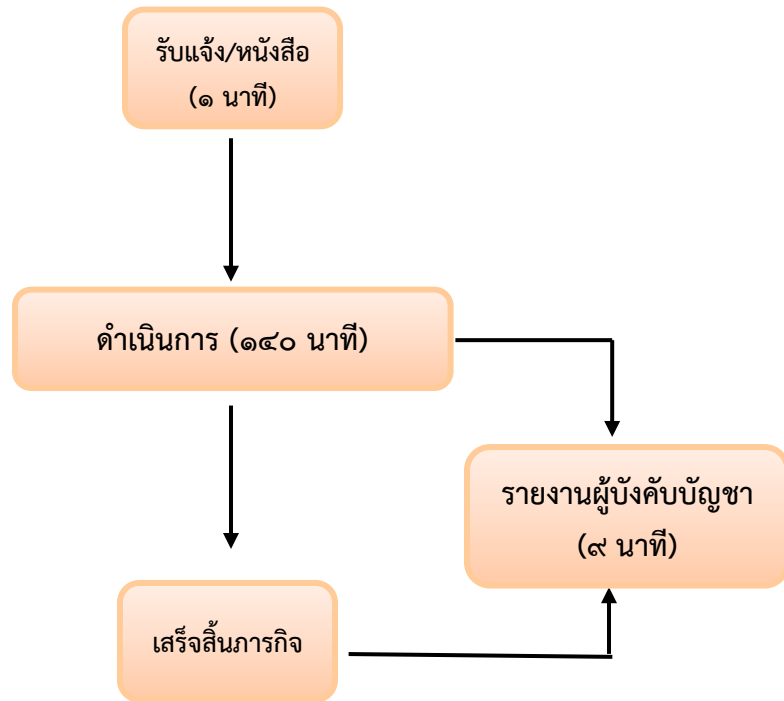 รับแจ้ง/หนังสือ
(๑ นาที)
ดำเนินการ (๑๔๐ นาที)
รายงานผู้บังคับบัญชา
(๙ นาที)
เสร็จสิ้นภารกิจ